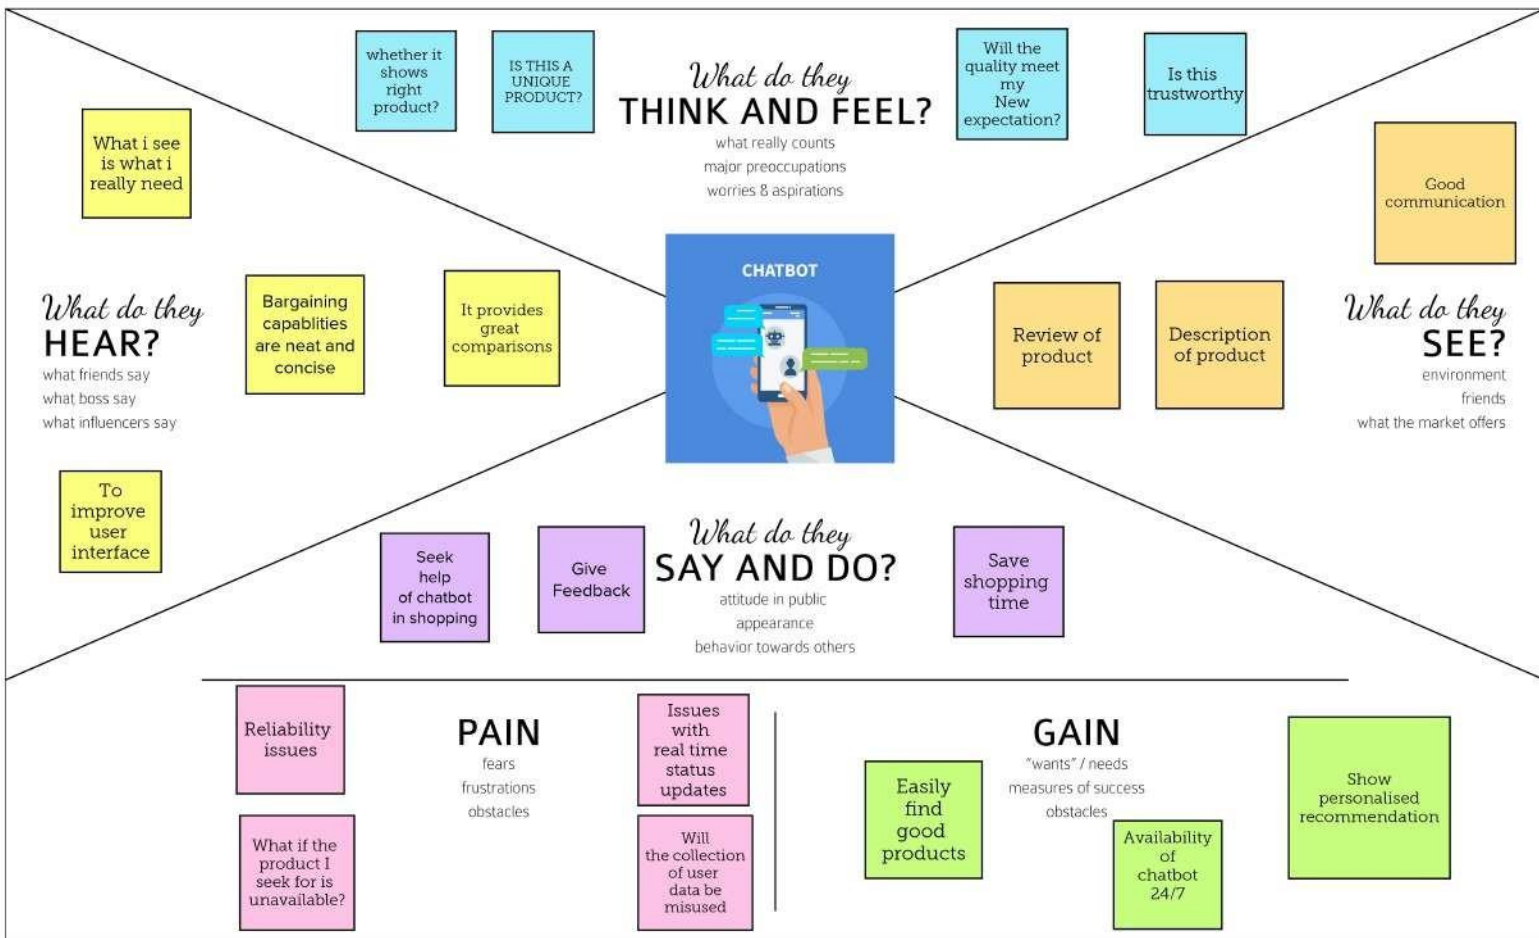 whether it
shows
right
product?
IS THIS A
UNIQUE
PRODUCT?
What do they
THINK AND FEEL?
what really counts
major preoccupations
worries & aspirations
Will the
quality meet
my
New
expectation?
Is this
trustworthy
What i see
is what i
really need
What do they
HEAR?
what friends say
what boss say
what influencers say
Bargaining
capablities
are neat and
concise
It provides
great
comparisons
To
improve
user
interface
CHATBOT
Good
communication
Review of
product
Description
of product
What do they
SEE?
environment
friends
what the market offers
Seek
help
of chatbot
in shopping
Give
Feedback
What do they
SAY AND DO?
attitude in public
appearance
behavior towards others
Save
shopping
time
Reliability
issues
PAIN
fears
frustrations
obstacles
Issues
with
real time
status
updates
What if the
product I
seek for is
unavailable?
Will
the collection
of user
data be
misused
GAIN
"wants" / needs
measures of success
obstacles
Easily
find
good
products
Availability
of
chatbot
24/7
Show
personalised
recommendation